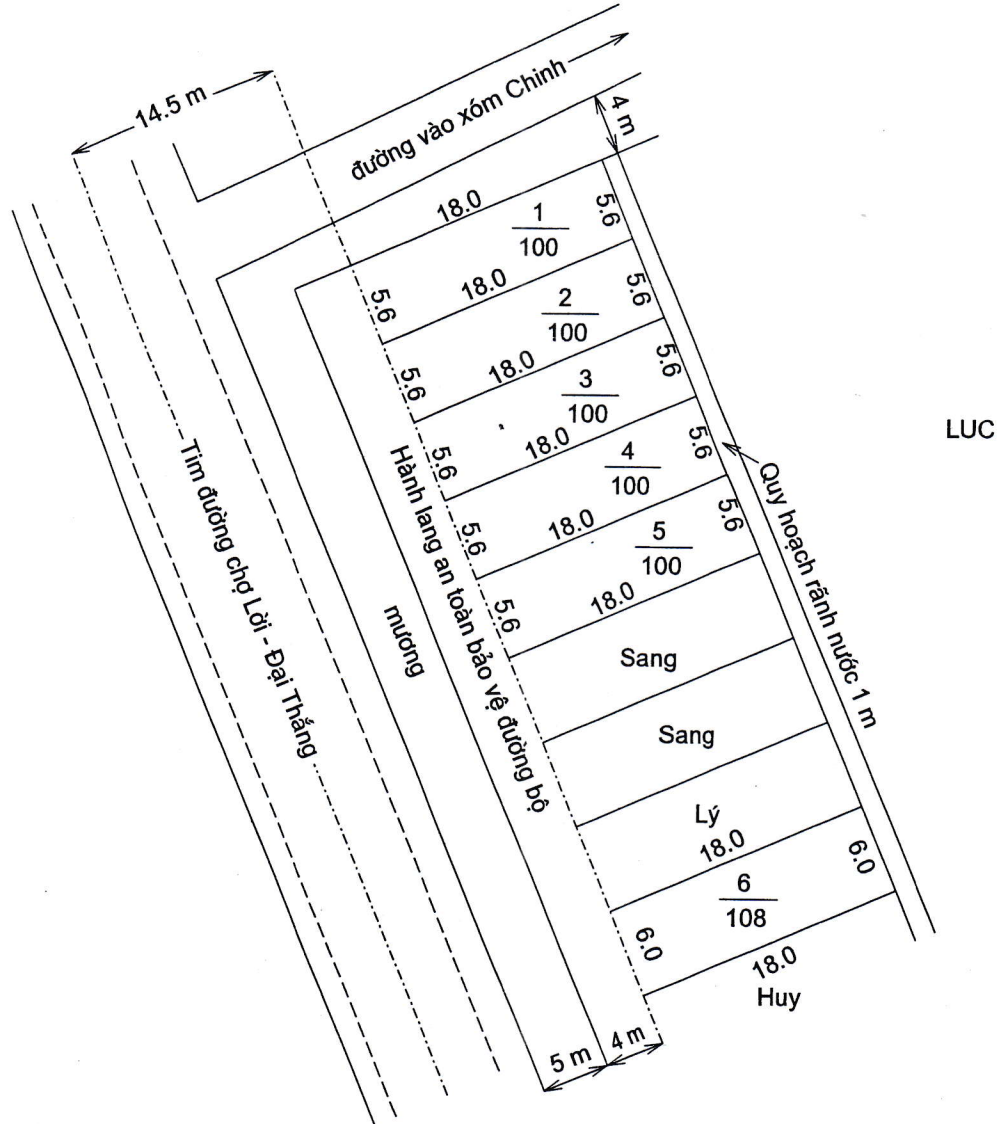 14.5 m
đường vào xóm Chinh
4 m
18.0
1
100
5.6
5.6
18.0
2
100
5.6
5.6
18.0
3
100
5.6
5.6
18.0
4
100
5.6
5.6
18.0
5
100
5.6
5.6
18.0
LUC
Quy hoạch rãnh nước 1 m
Tim đường chợ Lời - Đại Thắng
mương
Hành lang an toàn bảo vệ đường bộ
Sang
Sang
Lý
18.0
6.0
6
108
6.0
18.0
Huy
5 m
4 m